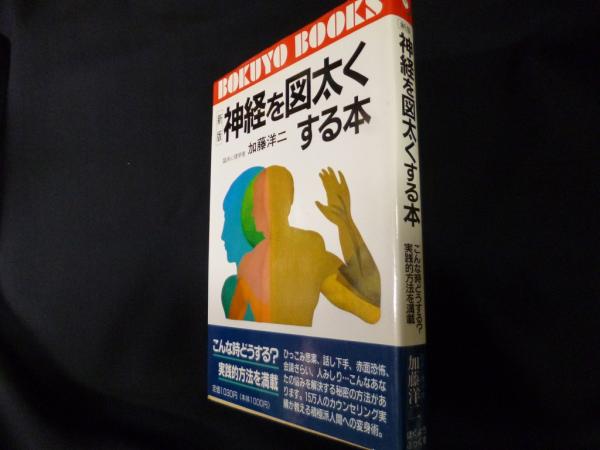 BOKUYO BOOKS
[新版]
神経を図太く
する本
臨床心理学者 加藤洋二
こんな時どうする?
実践的方法を満載
定価1030円(本体1000円)
ひっこみ思案、話し下手、赤面恐怖、
会議ぎらい、人みしり…こんなあな
たの悩みを解決する秘密の方法があ
ります。15万人のカウンセリング実
績が教える積極派人間への変身術。
[新版]
神経を図太くする本
こんな時どうする?
実践的方法を満載
加藤洋二